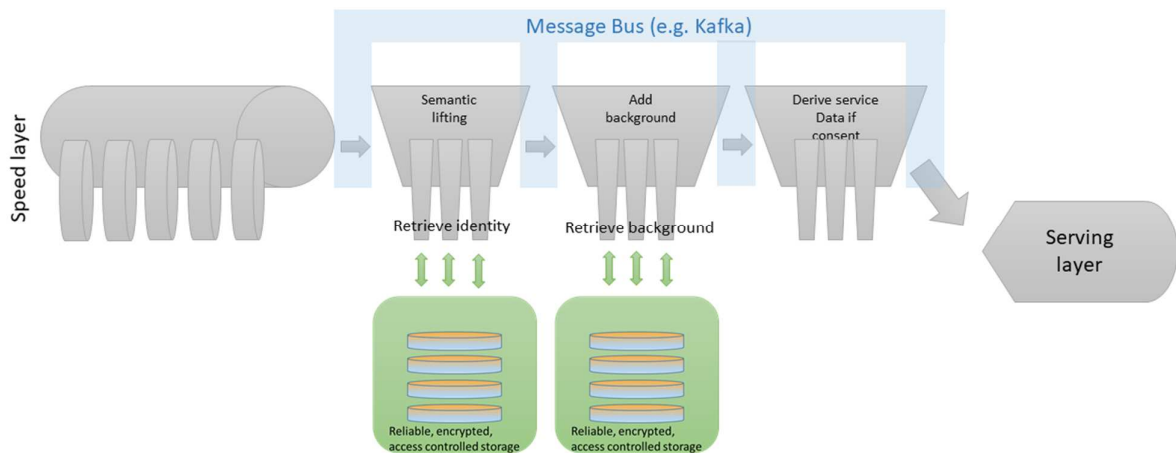 Message Bus (e.g. Kafka)
Speed layer
Semantic
lifting
Add
background
Derive service
Data if
consent
Retrieve identity
Retrieve background
Serving
layer
Reliable, encrypted,
access controlled storage
Reliable, encrypted,
access controlled storage